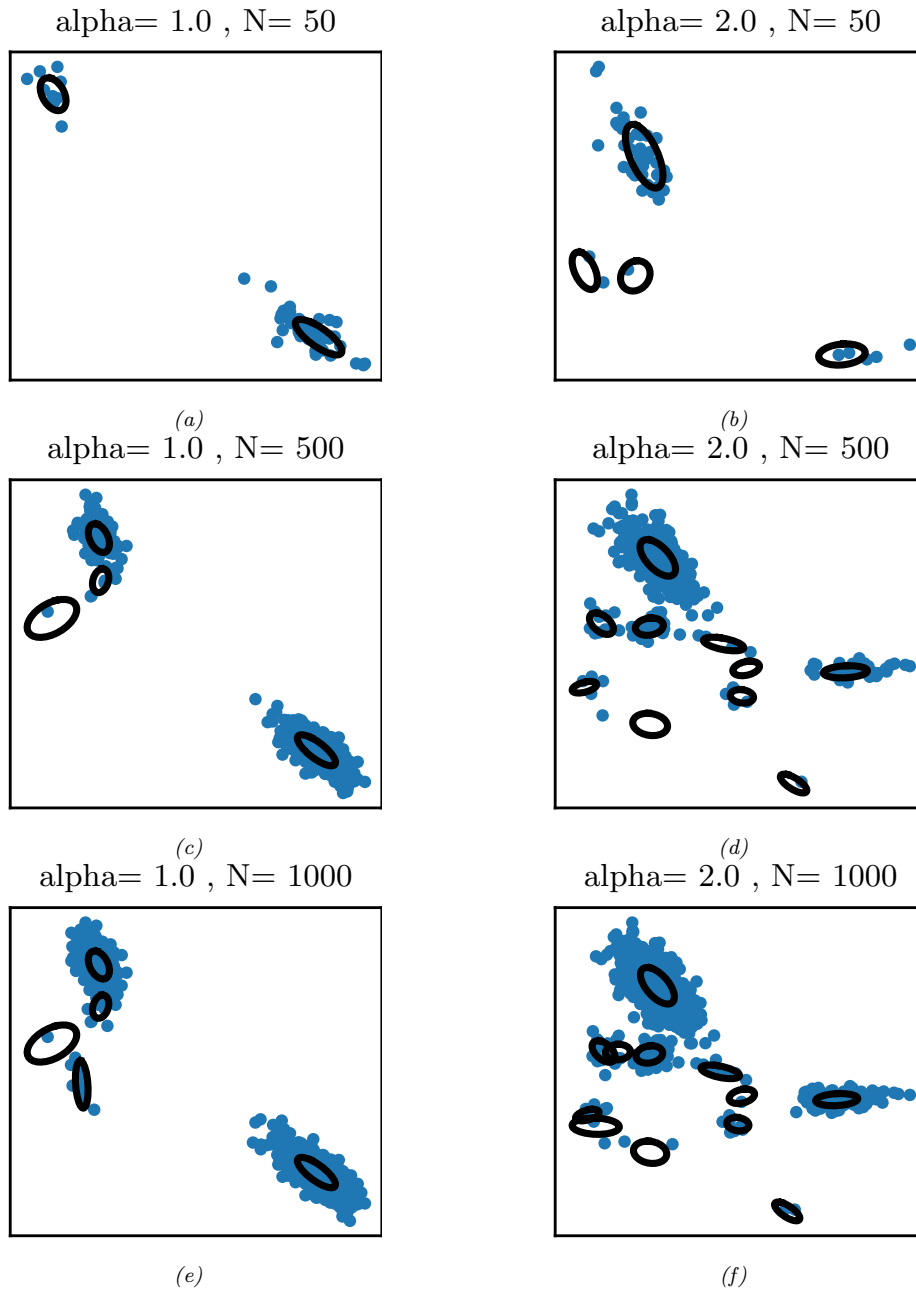 alpha= 1.0 , N= 50
alpha= 2.0 , N= 50
(a)
(b)
alpha= 1.0 , N= 500
alpha= 2.0 , N= 500
(c)
(d)
alpha= 1.0 , N= 1000
alpha= 2.0 , N= 1000
(e)
(f)